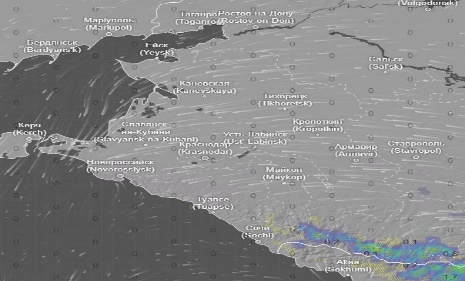 Volgodonsk)
Мариуполь
(Mariupol)
Таганрог
(Taganrog)
Ростов-на-Дону
(Rostov-on-Don)
Бердянськ
(Berdyans'k)
Ейск
(Yeysk)
Сальск
(Sal'sk)
Каневская
(Kanevskaya)
Тихорецк
(Tikhoretsk)
Керч
(Kerch)
Славянск-
на-Кубани
(Slavyansk-na-Kubani)
Кропоткин
(Kropotkin)
Усть-Лабинск
(Ust'-Labinsk)
Краснодар
(Krasnodar)
Армавир
(Armavir)
Ставрополь
(Stavropol)
Новороссийск
(Novorossiysk)
Майкоп
(Maykop)
Туапсе
(Tuapse)
Сочи
(Sochi)
Аҟәа
(Sokhumi)